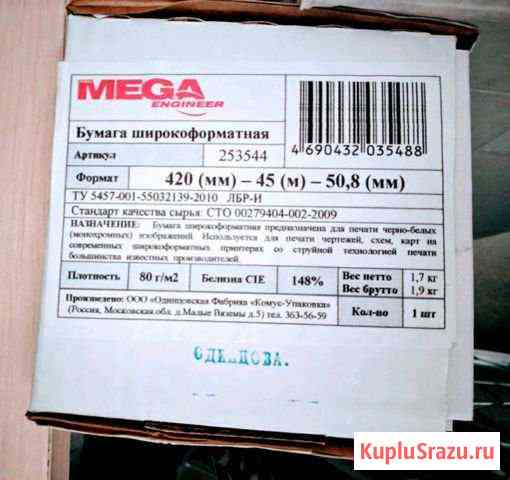 MEGA
ENGINEER
Бумага широкоформатная
Артикул 253544
4 690432 035488
Формат 420 (мм) – 45 (м) – 50,8 (мм)
ТУ 5457-001-55032139-2010 ЛБР-И
Стандарт качества сырья: СТО 00279404-002-2009
НАЗНАЧЕНИЕ: Бумага широкоформатная предназначена для печати черно-белых
(монохромных) изображений. Используется для печати чертежей, схем, карт на
современных широкоформатных принтерах со струйной технологией печати
большинства известных производителей.
Плотность 80 г/м2 Белизна CIE 148% Вес нетто 1,7 кг
Вес брутто 1,9 кг
Произведено: ООО «Одинцовская Фабрика «Комус-Упаковка»
(Россия, Московская обл. д.Малые Вяземы д.5) тел. 363-56-59
Кол-во 1 шт
ОДЕНЦОВА.
KupluSrazu.ru